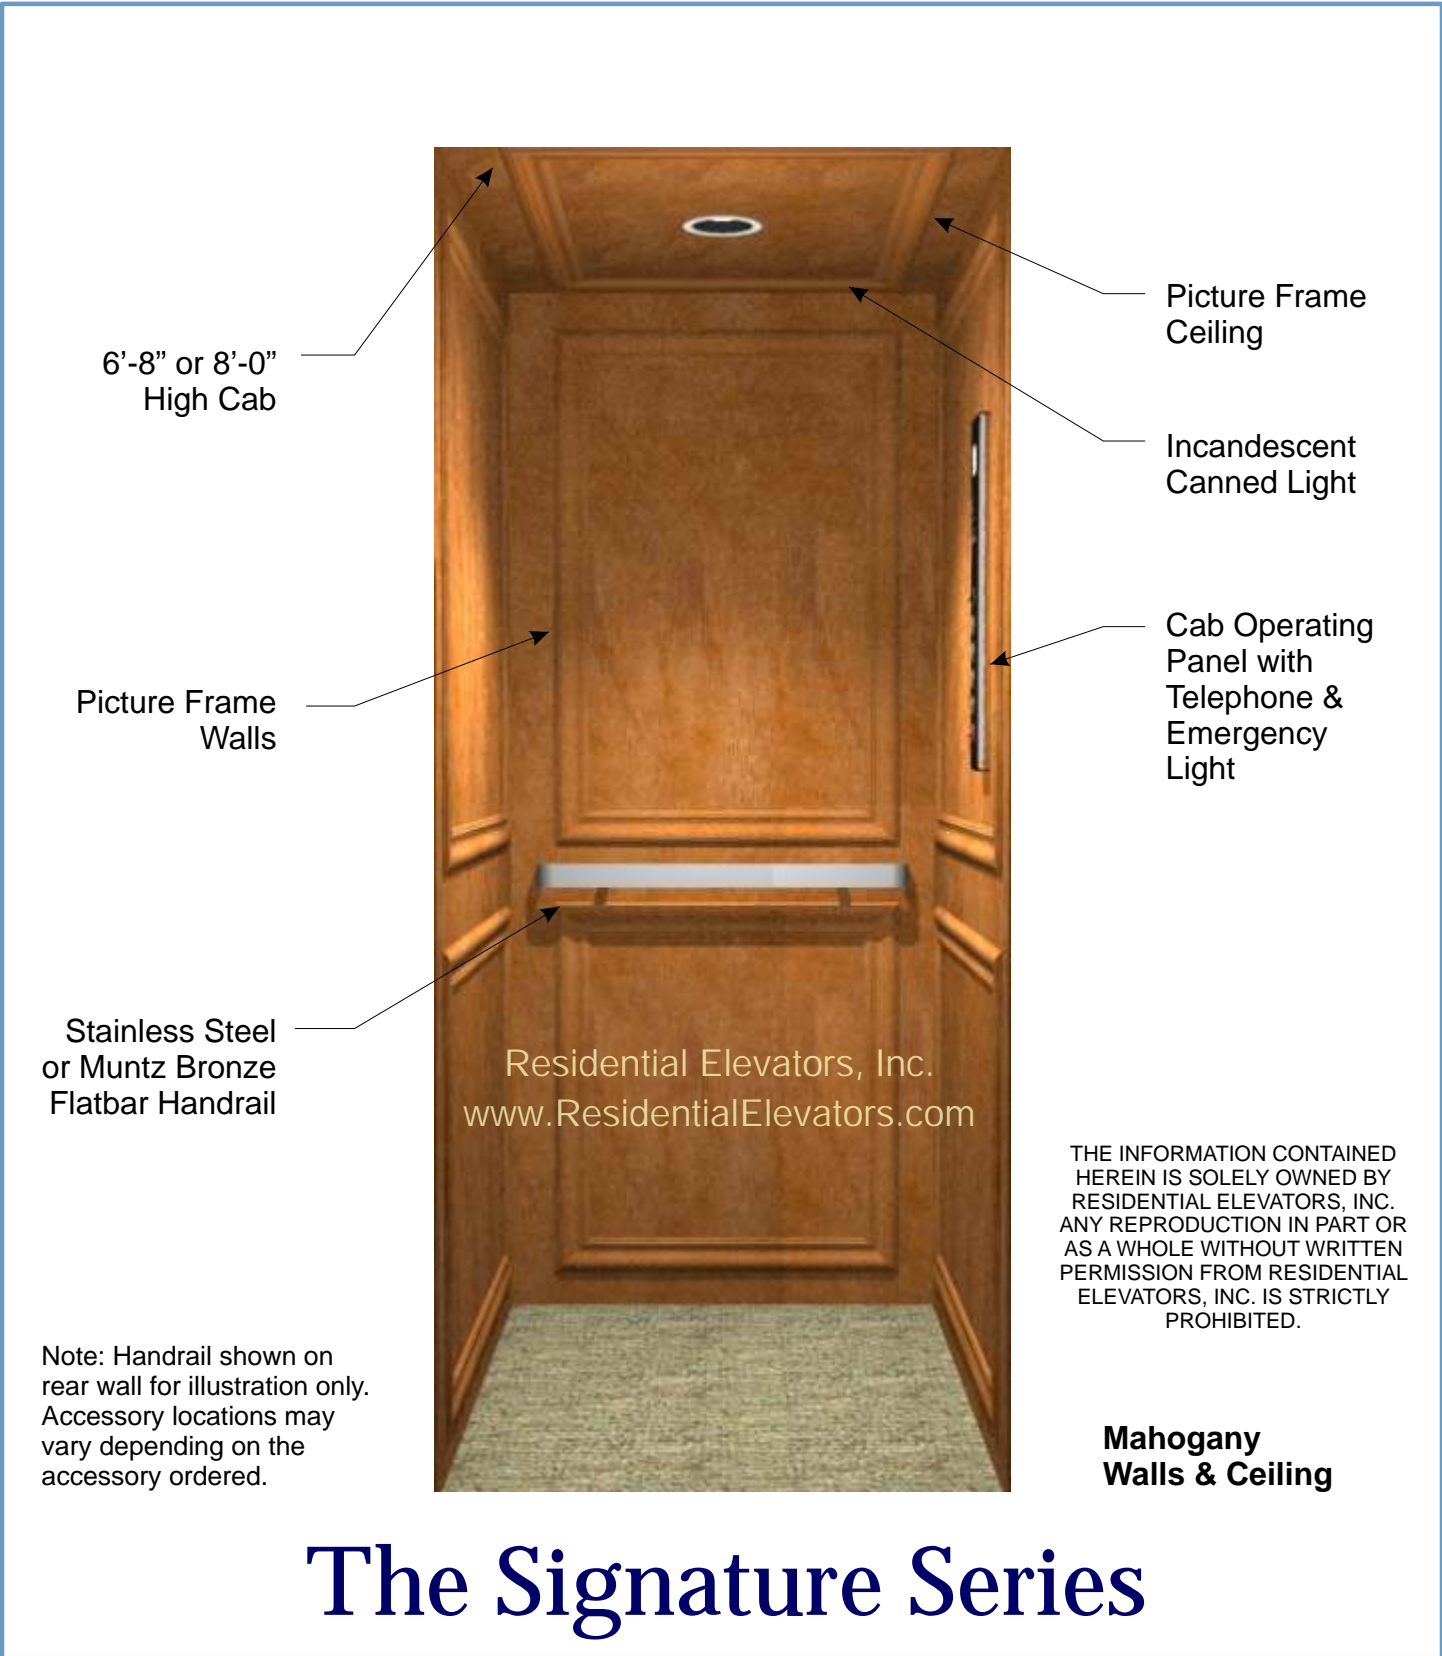 6’-8” or 8’-0”
High Cab
Picture Frame
Ceiling
Incandescent
Canned Light
Cab Operating
Panel with
Telephone &
Emergency
Light
Picture Frame
Walls
Stainless Steel
or Muntz Bronze
Flatbar Handrail
Residential Elevators, Inc.
www.ResidentialElevators.com
THE INFORMATION CONTAINED
HEREIN IS SOLELY OWNED BY
RESIDENTIAL ELEVATORS, INC.
ANY REPRODUCTION IN PART OR
AS A WHOLE WITHOUT WRITTEN
PERMISSION FROM RESIDENTIAL
ELEVATORS, INC. IS STRICTLY
PROHIBITED.
Note: Handrail shown on
rear wall for illustration only.
Accessory locations may
vary depending on the
accessory ordered.
Mahogany
Walls & Ceiling
The Signature Series